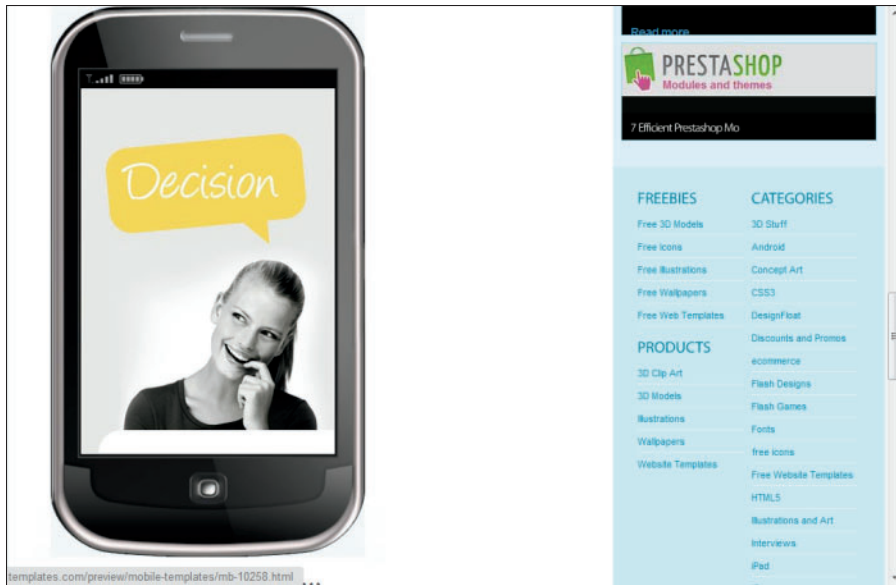 Decision
Read more
PRESTASHOP
Modules and themes
7 Efficient Prestashop Mo
FREEBIES
Free 3D Models
Free Icons
Free Illustrations
Free Wallpapers
Free Web Templates
PRODUCTS
3D Clip Art
3D Models
Illustrations
Wallpapers
Website Templates
CATEGORIES
3D Stuff
Android
Concept Art
CSS3
DesignFloat
Discounts and Promos
ecommerce
Flash Designs
Flash Games
Fonts
free icons
Free Website Templates
HTML5
Illustrations and Art
Interviews
iPad
templates.com/preview/mobile-templates/mb-10258.html